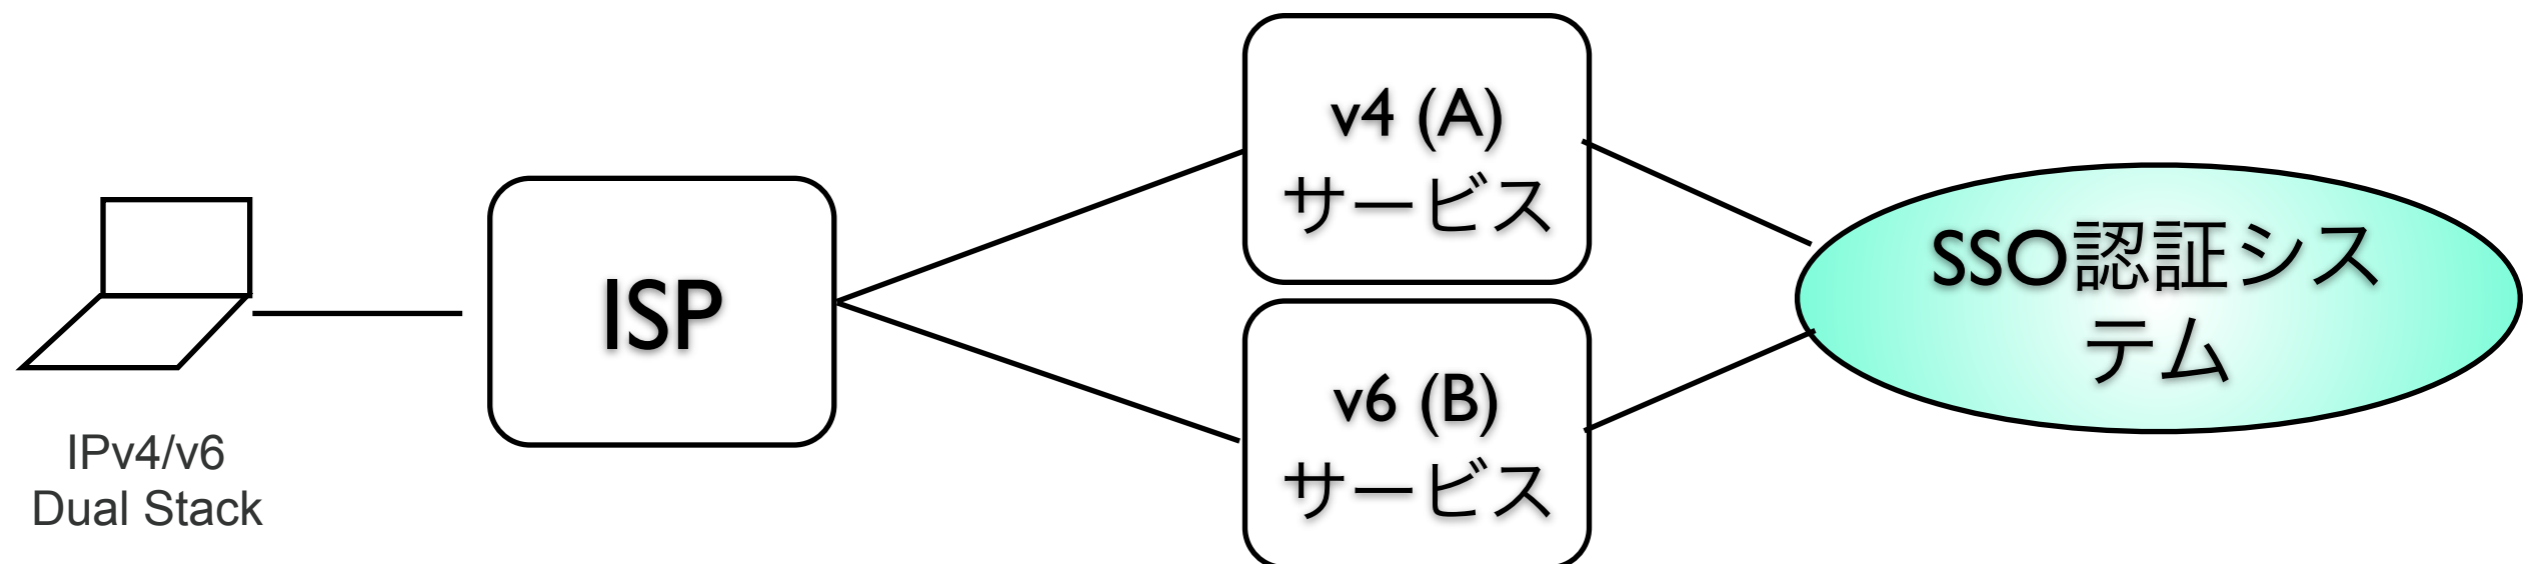 IPv4/v6
Dual Stack
ISP
v4 (A)
サービス
v6 (B)
サービス
SSO認証シス
テム